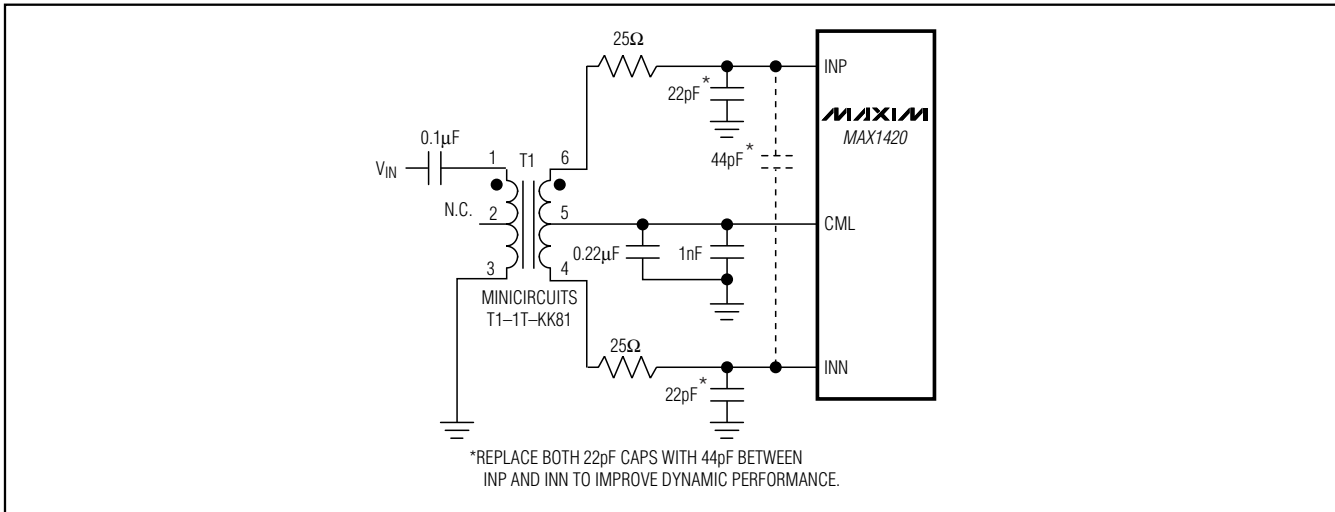 25Ω
INP
22pF*
MAXIM
MAX1420
0.1μF
1
T1
6
44pF*
VIN
N.C.
2
5
CML
0.22μF
1nF
3
4
MINICIRCUITS
T1–1T–KK81
25Ω
INN
22pF*
*REPLACE BOTH 22pF CAPS WITH 44pF BETWEEN
INP AND INN TO IMPROVE DYNAMIC PERFORMANCE.